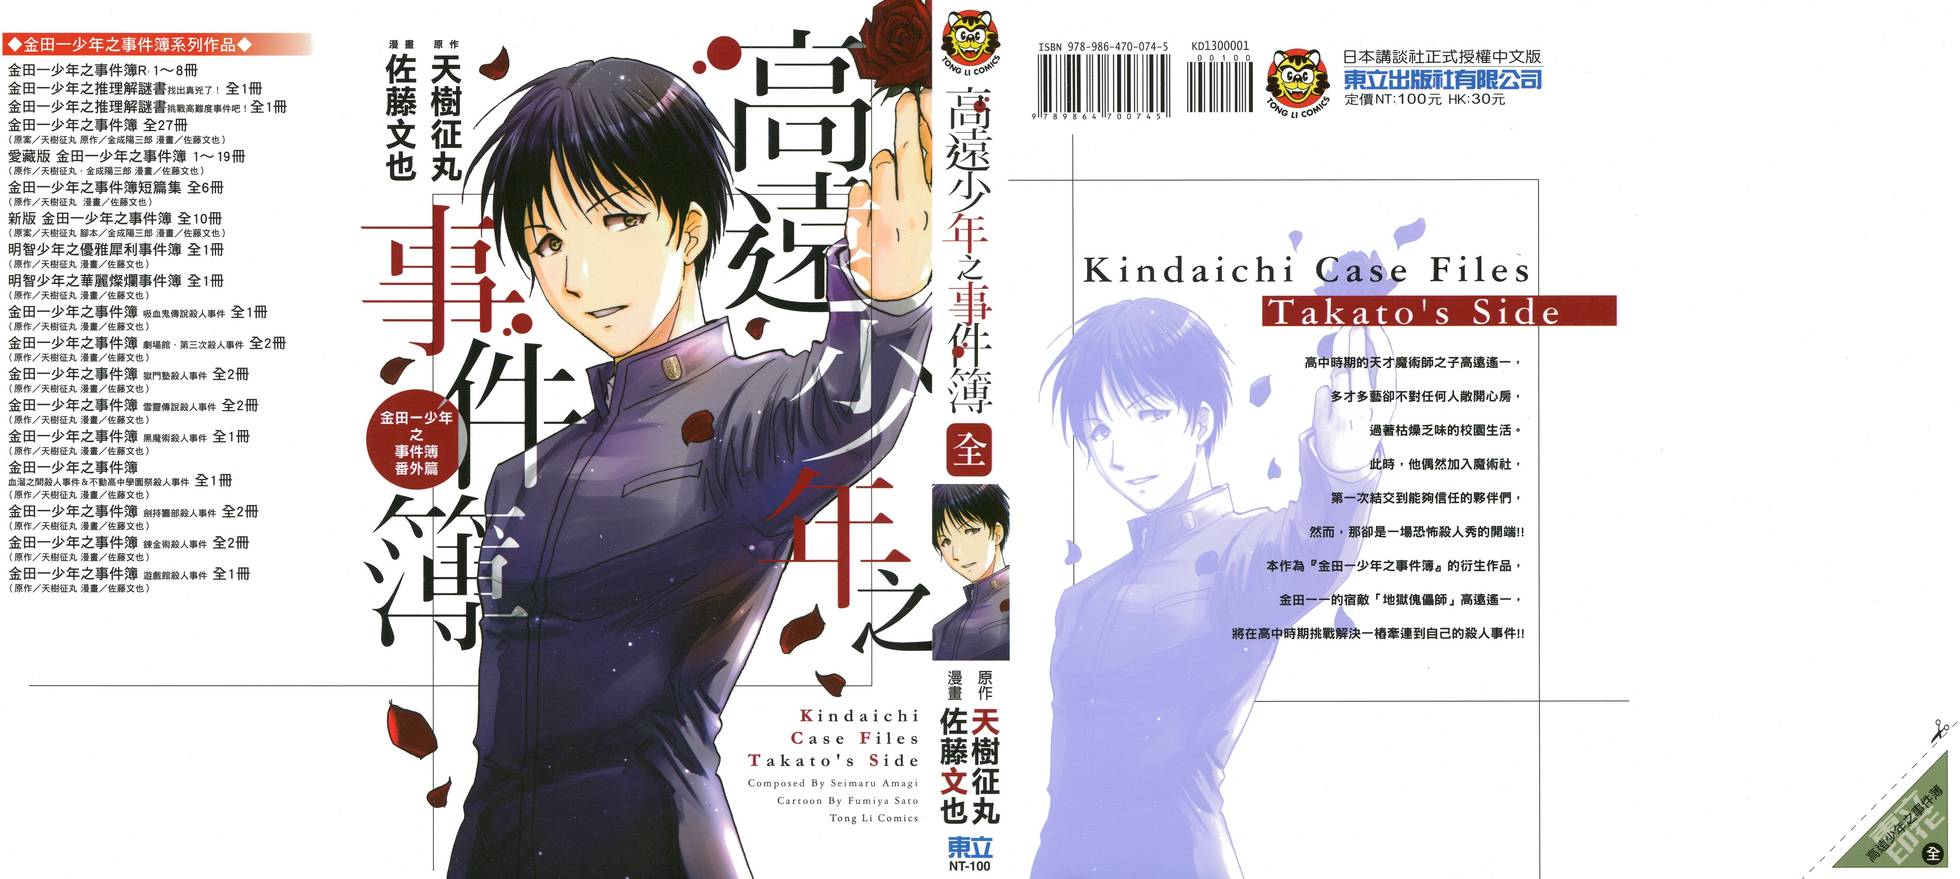 ◆金田一少年之事件簿系列作品◆
金田一少年之事件簿R 1～8冊
金田一少年之推理解謎書找出真兇了！ 全1冊
金田一少年之推理解謎書挑戰高難度事件吧！全1冊
金田一少年之事件簿 全27冊
（原案／天樹征丸 原作／金成陽三郎 漫畫／佐藤文也）
愛藏版 金田一少年之事件簿 1～19冊
（原作／天樹征丸・金成陽三郎 漫畫／佐藤文也）
金田一少年之事件簿短篇集 全6冊
（原作／天樹征丸 漫畫／佐藤文也）
新版 金田一少年之事件簿 全10冊
（原案／天樹征丸 腳本／金成陽三郎 漫畫／佐藤文也）
明智少年之優雅犀利事件簿 全1冊
（原作／天樹征丸 漫畫／佐藤文也）
明智少年之華麗燦爛事件簿 全1冊
（原作／天樹征丸 漫畫／佐藤文也）
金田一少年之事件簿 吸血鬼傳說殺人事件 全1冊
（原作／天樹征丸 漫畫／佐藤文也）
金田一少年之事件簿 劇場館・第三次殺人事件 全2冊
（原作／天樹征丸 漫畫／佐藤文也）
金田一少年之事件簿 獄門塾殺人事件 全2冊
（原作／天樹征丸 漫畫／佐藤文也）
金田一少年之事件簿 雪靈傳說殺人事件 全2冊
（原作／天樹征丸 漫畫／佐藤文也）
金田一少年之事件簿 黑魔術殺人事件 全1冊
（原作／天樹征丸 漫畫／佐藤文也）
金田一少年之事件簿
血溜之間殺人事件＆不動高中學園祭殺人事件 全1冊
（原作／天樹征丸 漫畫／佐藤文也）
金田一少年之事件簿 劍持警部殺人事件 全2冊
（原作／天樹征丸 漫畫／佐藤文也）
金田一少年之事件簿 鍊金術殺人事件 全2冊
（原作／天樹征丸 漫畫／佐藤文也）
金田一少年之事件簿 遊戲館殺人事件 全1冊
（原作／天樹征丸 漫畫／佐藤文也）
高遠少年之
事件簿
原作 天樹征丸
漫畫 佐藤文也
金田一少年
之
事件簿
番外篇
Kindaichi
Case Files
Takato's Side
Composed By Seimaru Amagi
Cartoon By Fumiya Sato
Tong Li Comics
TONG LI COMICS
高遠少年之事件簿
全
原作 天樹征丸
漫畫 佐藤文也
東立
NT-100
ISBN 978-986-470-074-5
9 789864 700745
KD1300001
00100
TONG LI COMICS
日本講談社正式授權中文版
東立出版社有限公司
定價NT:100元 HK:30元
Kindaichi Case Files
Takato's Side
高中時期的天才魔術師之子高遠遙一，
多才多藝卻不對任何人敞開心房，
過著枯燥乏味的校園生活。
此時，他偶然加入魔術社，
第一次結交到能夠信任的夥伴們，
然而，那卻是一場恐怖殺人秀的開端!!
本作為『金田一少年之事件簿』的衍生作品，
金田一一的宿敵「地獄傀儡師」高遠遙一，
將在高中時期挑戰解決一樁牽連到自己的殺人事件!!
高遠少年之事件簿
東立
印花
全